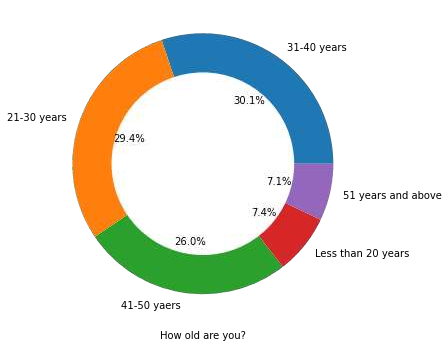 31-40 years
30.1%
21-30 years
29.4%
7.1%
51 years and above
7.4%
26.0%
Less than 20 years
41-50 yaers
How old are you?